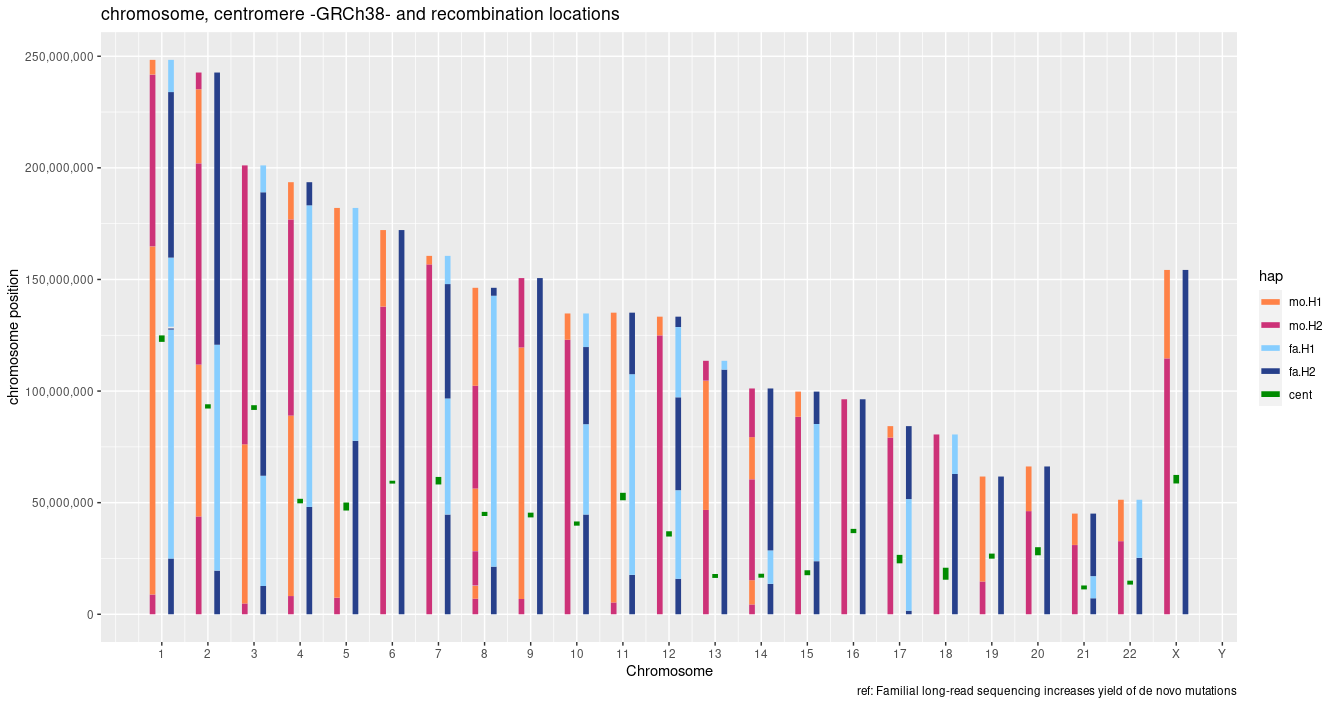 chromosome, centromere -GRCh38- and recombination locations
250,000,000
200,000,000
150,000,000
100,000,000
50,000,000
0
chromosome position
1 2 3 4 5 6 7 8 9 10 11 12 13 14 15 16 17 18 19 20 21 22 X Y
Chromosome
hap
mo.H1
mo.H2
fa.H1
fa.H2
cent
ref: Familial long-read sequencing increases yield of de novo mutations